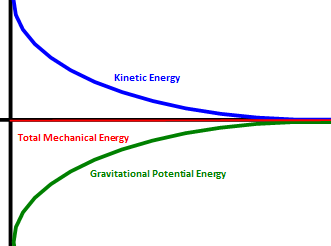 Kinetic Energy
Total Mechanical Energy
Gravitational Potential Energy